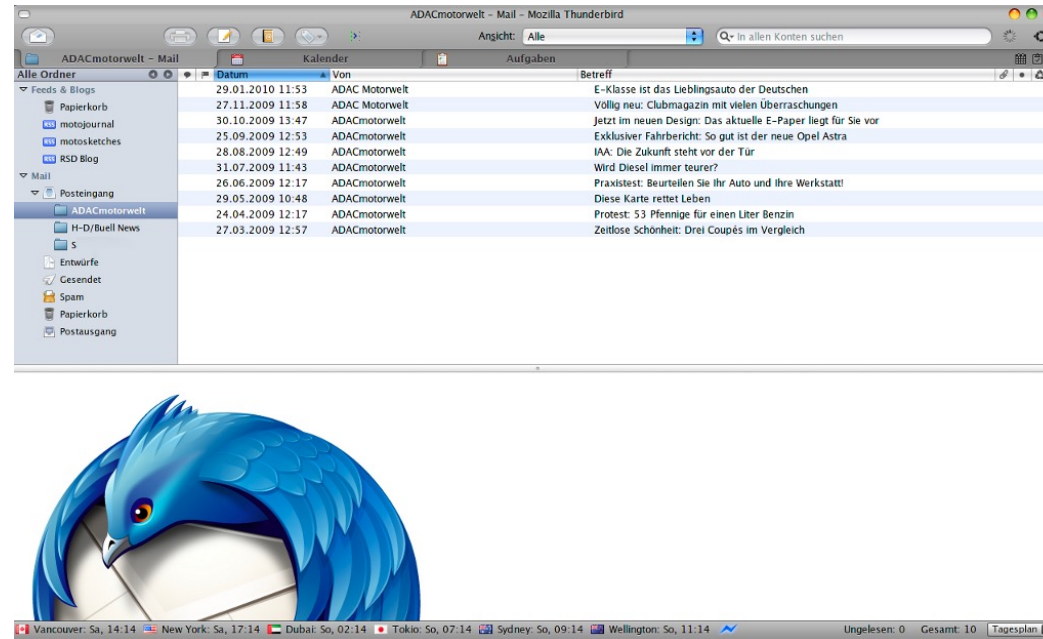 ADACmotorwelt – Mail – Mozilla Thunderbird
Ansicht: Alle In allen Konten suchen
ADACmotorwelt – Mail Kalender Aufgaben
Alle Ordner Datum Von Betreff
Feeds & Blogs
Papierkorb
RSS motojournal
RSS motosketches
RSS RSD Blog
Mail
Posteingang
ADACmotorwelt
H-D/Buell News
S
Entwürfe
Gesendet
Spam
Papierkorb
Postausgang
29.01.2010 11:53 ADAC Motorwelt E-Klasse ist das Lieblingsauto der Deutschen
27.11.2009 11:58 ADAC Motorwelt Völlig neu: Clubmagazin mit vielen Überraschungen
30.10.2009 13:47 ADACmotorwelt Jetzt im neuen Design: Das aktuelle E-Paper liegt für Sie vor
25.09.2009 12:53 ADACmotorwelt Exklusiver Fahrbericht: So gut ist der neue Opel Astra
28.08.2009 12:49 ADACmotorwelt IAA: Die Zukunft steht vor der Tür
31.07.2009 11:43 ADACmotorwelt Wird Diesel immer teurer?
26.06.2009 12:17 ADACmotorwelt Praxistest: Beurteilen Sie Ihr Auto und Ihre Werkstatt!
29.05.2009 10:48 ADACmotorwelt Diese Karte rettet Leben
24.04.2009 12:17 ADACmotorwelt Protest: 53 Pfennige für einen Liter Benzin
27.03.2009 12:57 ADACmotorwelt Zeitlose Schönheit: Drei Coupés im Vergleich
Vancouver: Sa, 14:14 New York: Sa, 17:14 Dubai: So, 02:14 Tokio: So, 07:14 Sydney: So, 09:14 Wellington: So, 11:14 Ungelesen: 0 Gesamt: 10 Tagesplan